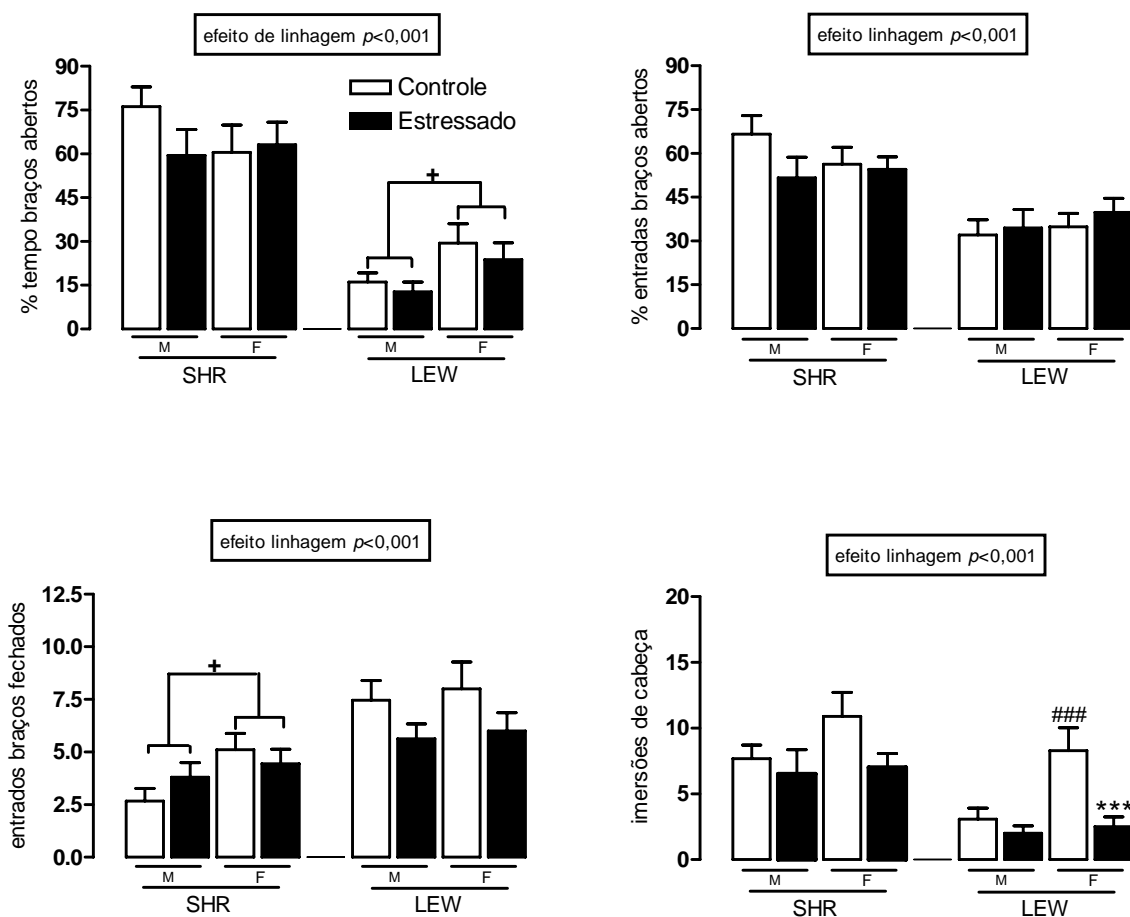 efeito de linhagem p<0,001
% tempo braços abertos
90
75
60
45
30
15
0
Controle
Estressado
+
M
F
M
F
SHR
LEW
efeito linhagem p<0,001
% entradas braços abertos
90
75
60
45
30
15
0
M
F
M
F
SHR
LEW
efeito linhagem p<0,001
entrados braços fechados
12.5
10.0
7.5
5.0
2.5
0.0
+
M
F
M
F
SHR
LEW
efeito linhagem p<0,001
imersões de cabeça
20
15
10
5
0
###
***
M
F
M
F
SHR
LEW